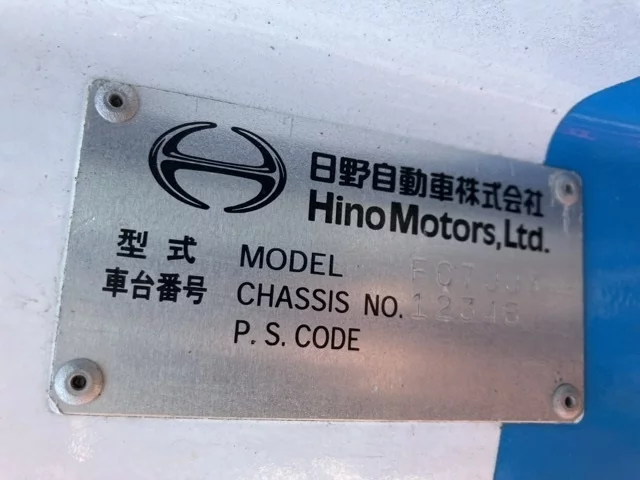 日野自動車株式会社
Hino Motors, Ltd.
型式 MODEL
車台番号 CHASSIS NO.
P. S. CODE